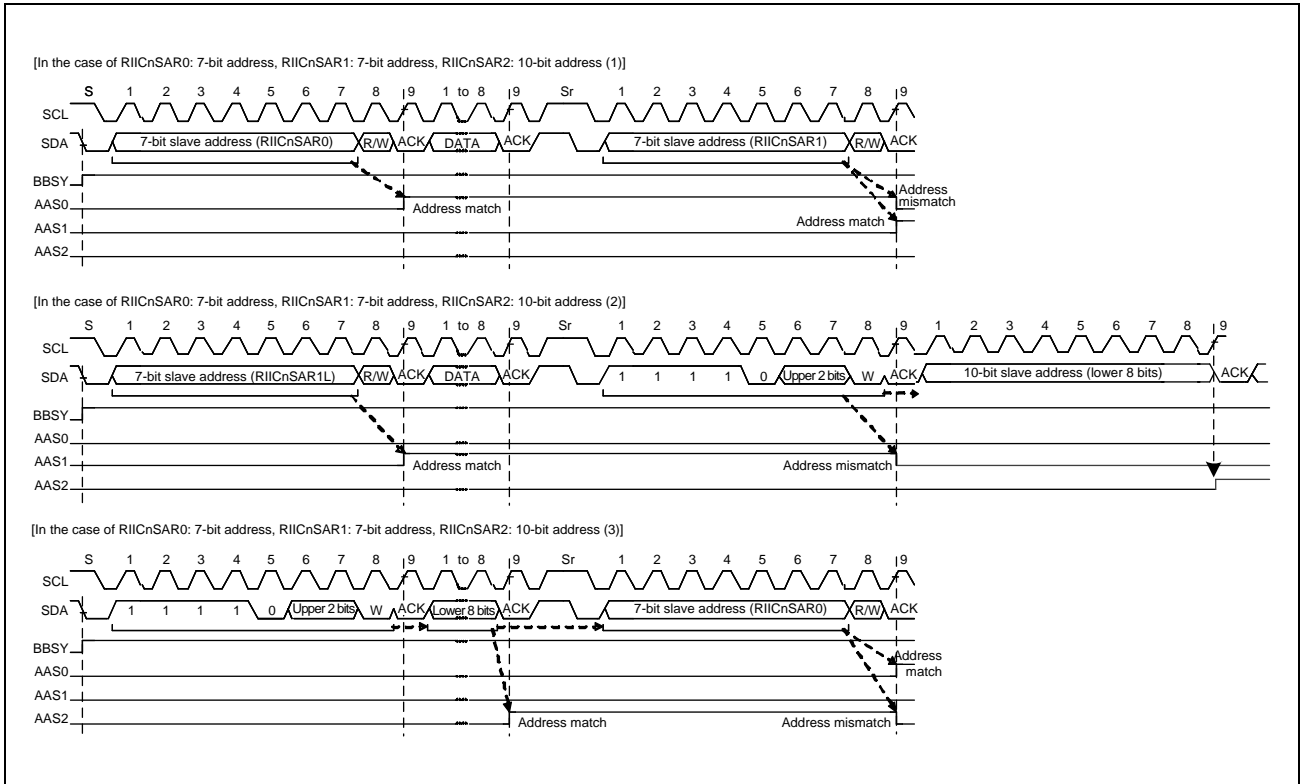 [In the case of RIICnSAR0: 7-bit address, RIICnSAR1: 7-bit address, RIICnSAR2: 10-bit address (1)]
S 1 2 3 4 5 6 7 8 9 1 to 8 9 Sr 1 2 3 4 5 6 7 8 9
SCL
SDA 7-bit slave address (RIICnSAR0) R/W ACK DATA ACK 7-bit slave address (RIICnSAR1) R/W ACK
BBSY
AAS0 Address match Address mismatch
AAS1 Address match
AAS2
[In the case of RIICnSAR0: 7-bit address, RIICnSAR1: 7-bit address, RIICnSAR2: 10-bit address (2)]
S 1 2 3 4 5 6 7 8 9 1 to 8 9 Sr 1 2 3 4 5 6 7 8 9 1 2 3 4 5 6 7 8 9
SCL
SDA 7-bit slave address (RIICnSAR1L) R/W ACK DATA ACK 1 1 1 1 0 Upper 2 bits W ACK 10-bit slave address (lower 8 bits) ACK
BBSY
AAS0
AAS1 Address match Address mismatch
AAS2
[In the case of RIICnSAR0: 7-bit address, RIICnSAR1: 7-bit address, RIICnSAR2: 10-bit address (3)]
S 1 2 3 4 5 6 7 8 9 1 to 8 9 Sr 1 2 3 4 5 6 7 8 9
SCL
SDA 1 1 1 1 0 Upper 2 bits W ACK Lower 8 bits ACK 7-bit slave address (RIICnSAR0) R/W ACK
BBSY
AAS0 Address match
AAS1
AAS2 Address match Address mismatch